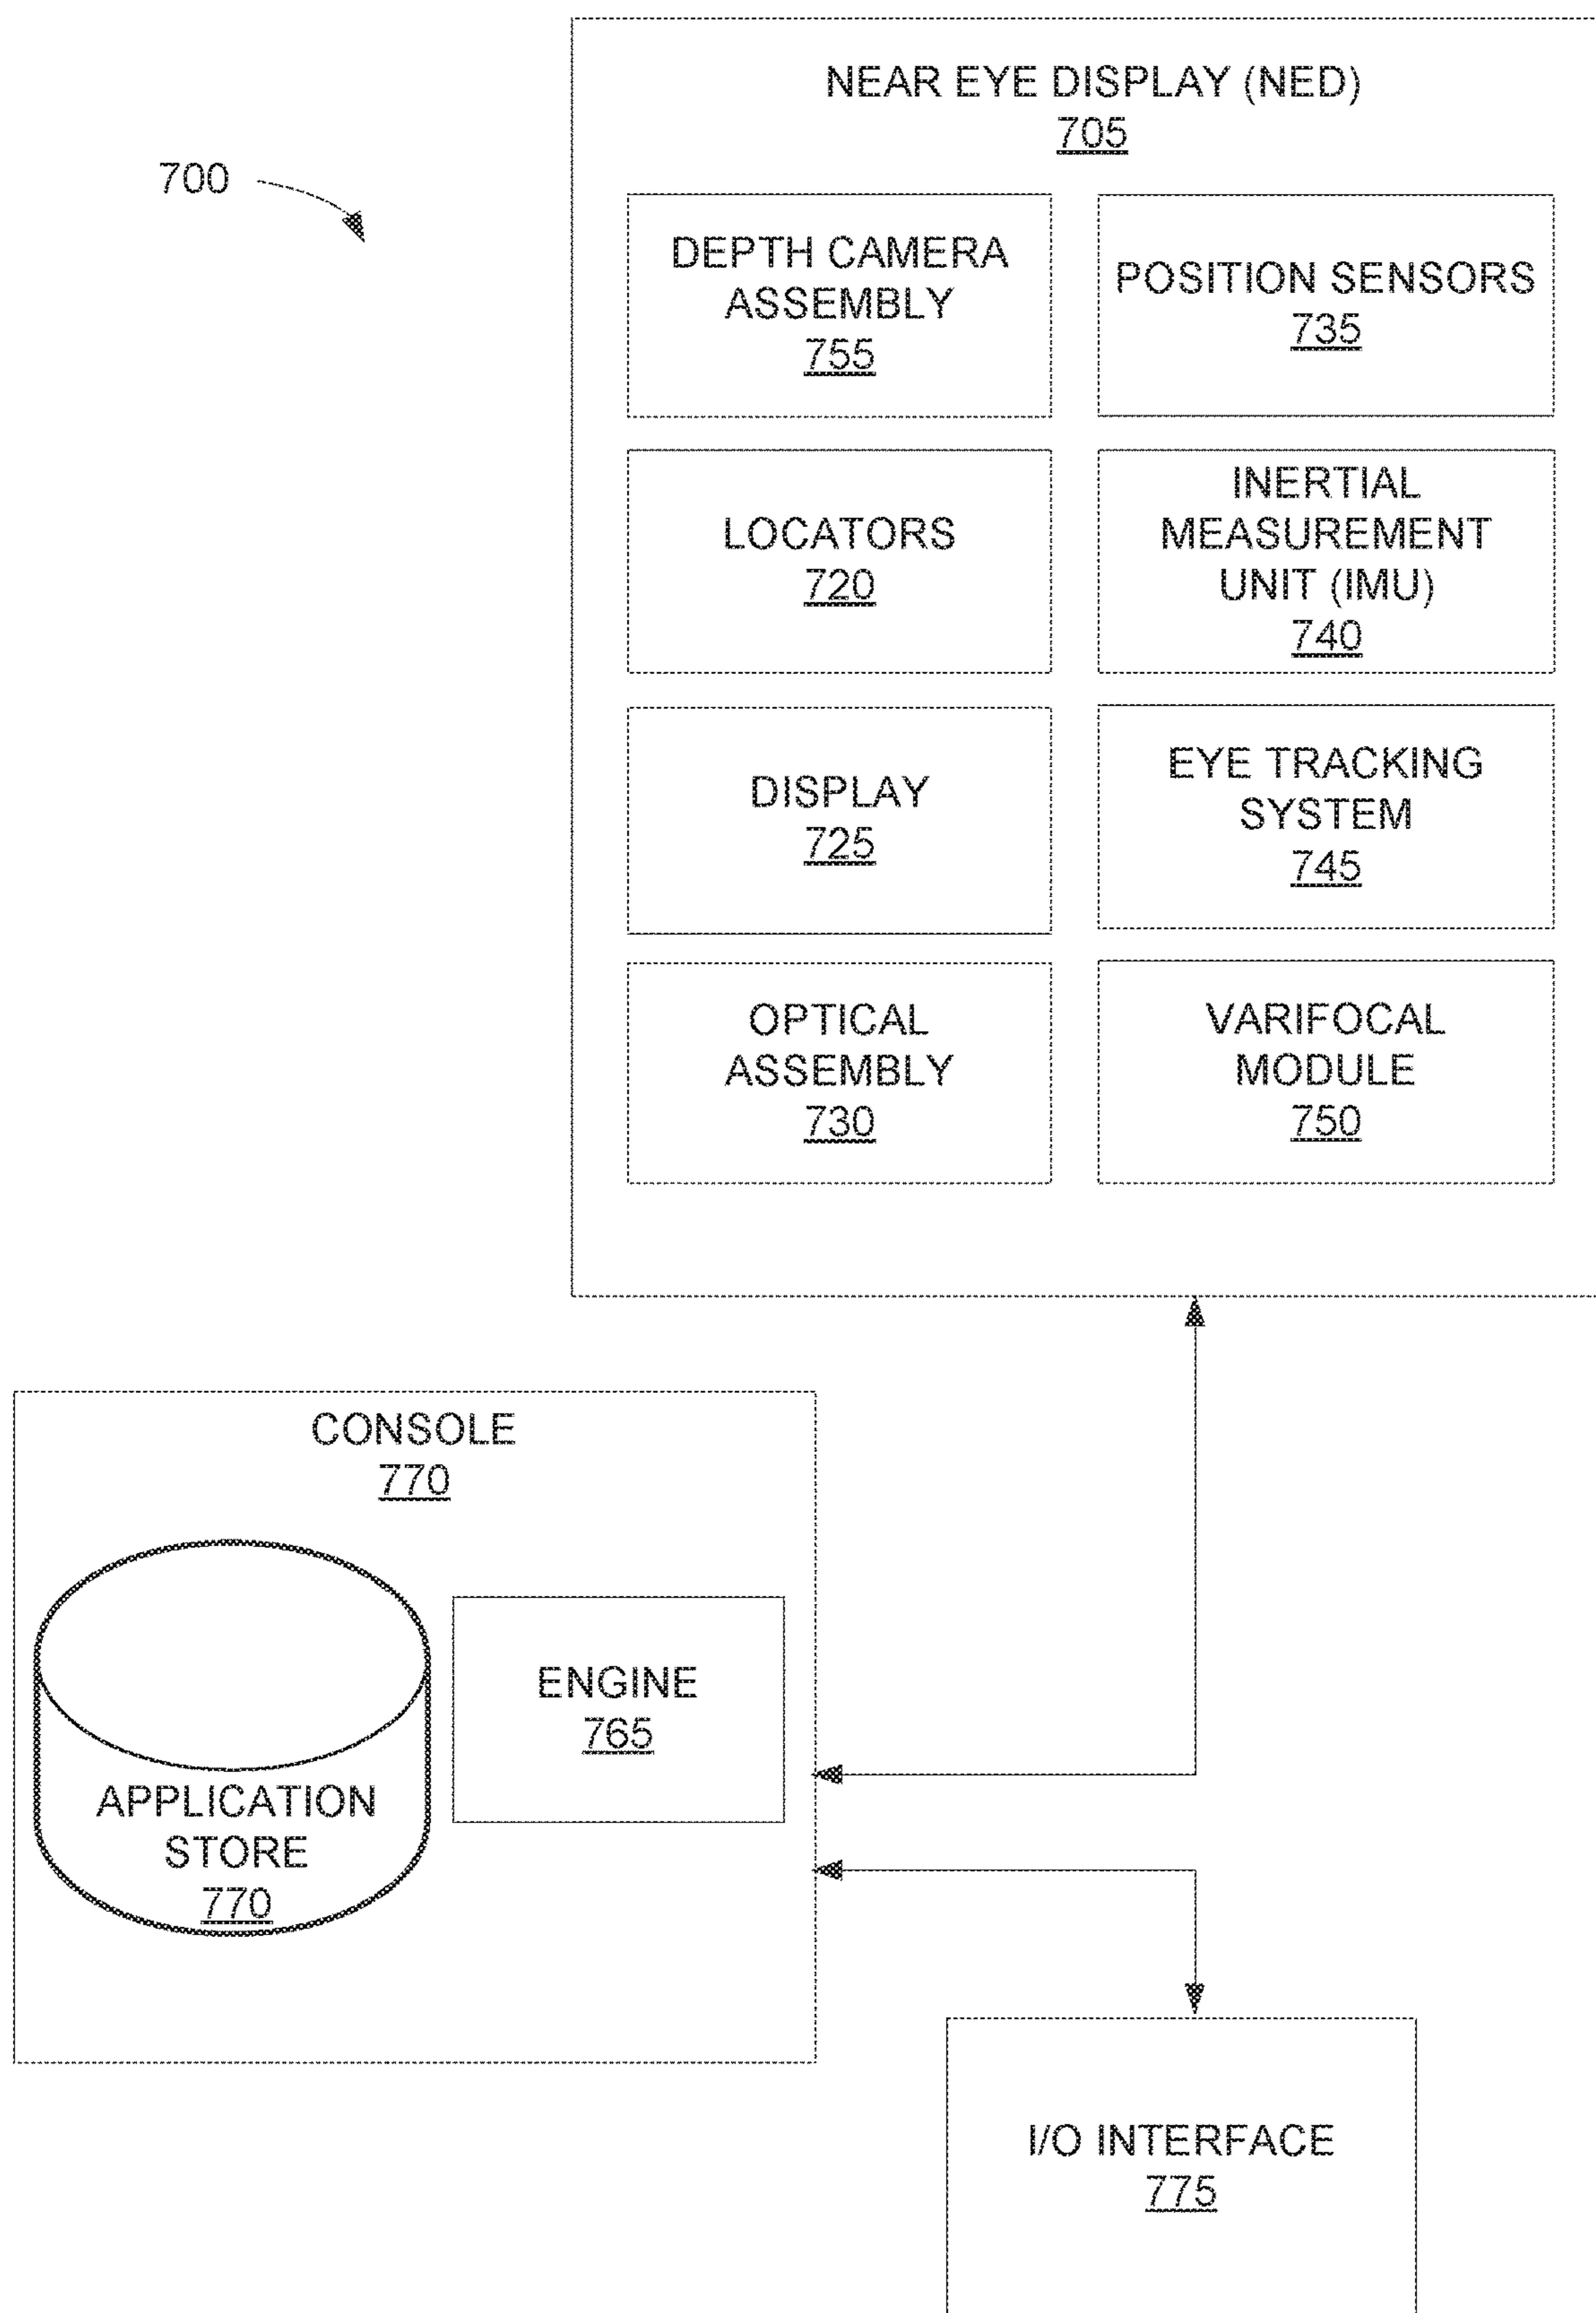 NEAR EYE DISPLAY (NED)
705
700
DEPTH CAMERA
ASSEMBLY
755
POSITION SENSORS
735
LOCATORS
720
INERTIAL
MEASUREMENT
UNIT (IMU)
740
DISPLAY
725
EYE TRACKING
SYSTEM
745
OPTICAL
ASSEMBLY
730
VARIFOCAL
MODULE
750
CONSOLE
770
APPLICATION
STORE
770
ENGINE
765
I/O INTERFACE
775